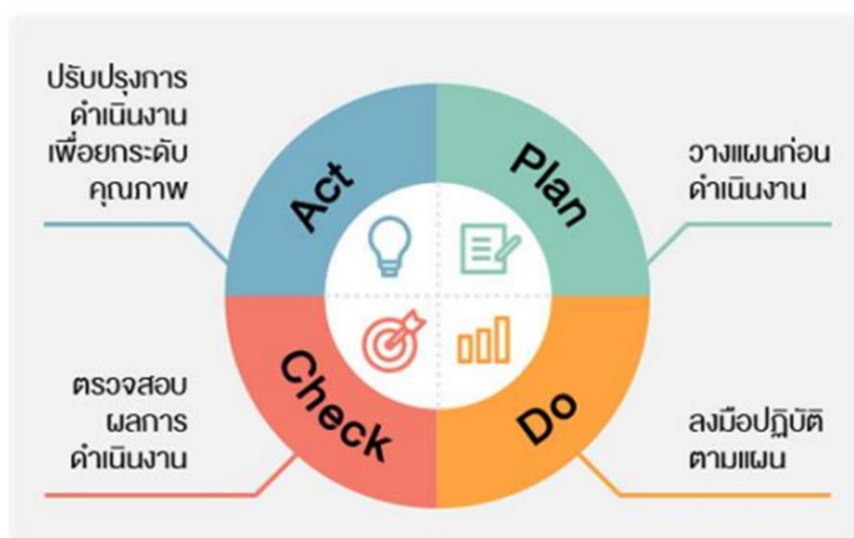 ปรับปรุงการ
ดำเนินงาน
เพื่อยกระดับ
คุณภาพ
Act
Plan
วางแผนก่อน
ดำเนินงาน
ตรวจสอบ
ผลการ
ดำเนินงาน
Check
Do
ลงมือปฏิบัติ
ตามแผน